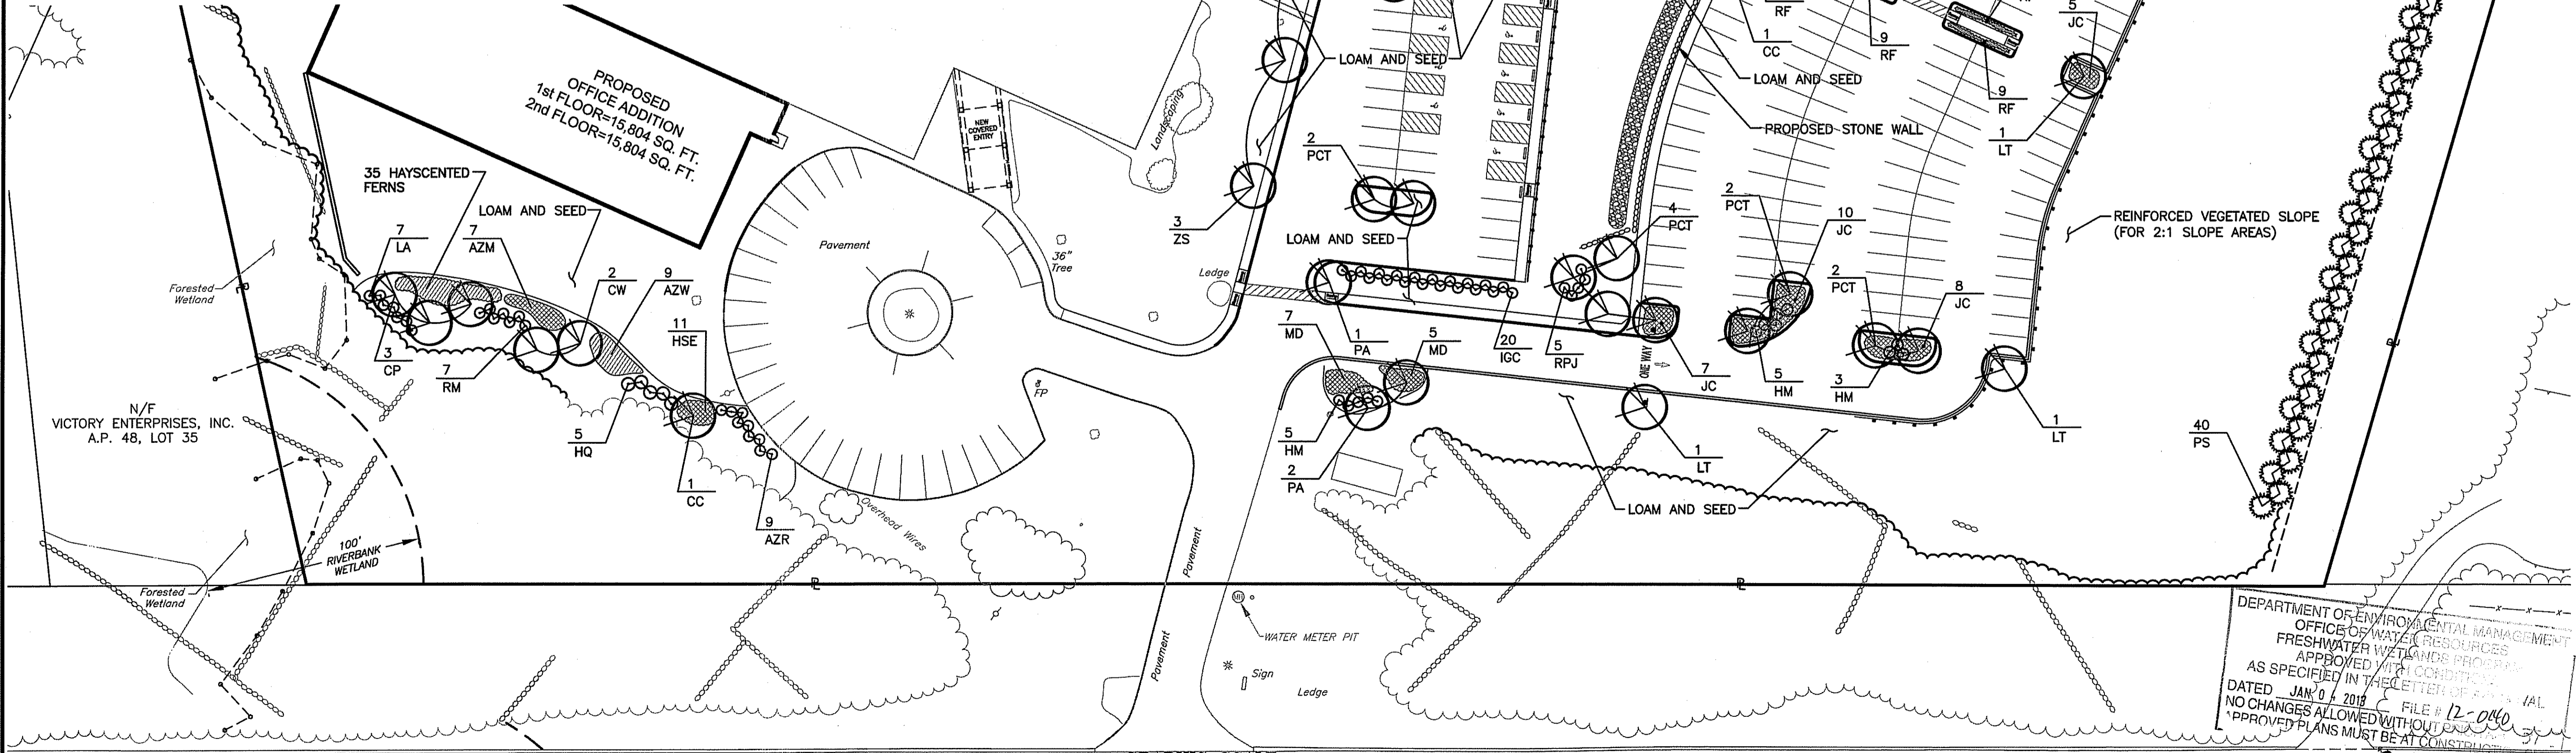 PROPOSED
OFFICE ADDITION
1st FLOOR=15,804 SQ. FT.
2nd FLOOR=15,804 SQ. FT.
NEW
COVERED
ENTRY
Landscaping
LOAM AND SEED
1
CC
RF
9
RF
5
JC
LOAM AND SEED
9
RF
PROPOSED STONE WALL
1
LT
2
PCT
35 HAYSCENTED
FERNS
LOAM AND SEED
7
LA
7
AZM
2
CW
9
AZW
Pavement
36"
Tree
3
ZS
LOAM AND SEED
4
PCT
2
PCT
10
JC
REINFORCED VEGETATED SLOPE
(FOR 2:1 SLOPE AREAS)
Forested
Wetland
Ledge
2
PCT
8
JC
3
CP
7
RM
11
HSE
7
MD
1
PA
5
MD
20
IGC
5
RPJ
ONE WAY
7
JC
5
HM
3
HM
FP
N/F
VICTORY ENTERPRISES, INC.
A.P. 48, LOT 35
5
HQ
1
CC
9
AZR
5
HM
2
PA
1
LT
1
LT
40
PS
LOAM AND SEED
Overhead Wires
100'
RIVERBANK
WETLAND
Pavement
Forested
Wetland
PL
PL
MH
WATER METER PIT
Pavement
Sign
Ledge
DEPARTMENT OF ENVIRONMENTAL MANAGEMENT
OFFICE OF WATER RESOURCES
FRESHWATER WETLANDS PROGRAM
APPROVED WITH CONDITIONS
AS SPECIFIED IN THE LETTER OF
DATED JAN 0 2013 FILE # 12-0140
NO CHANGES ALLOWED WITHOUT
APPROVED PLANS MUST BE AT